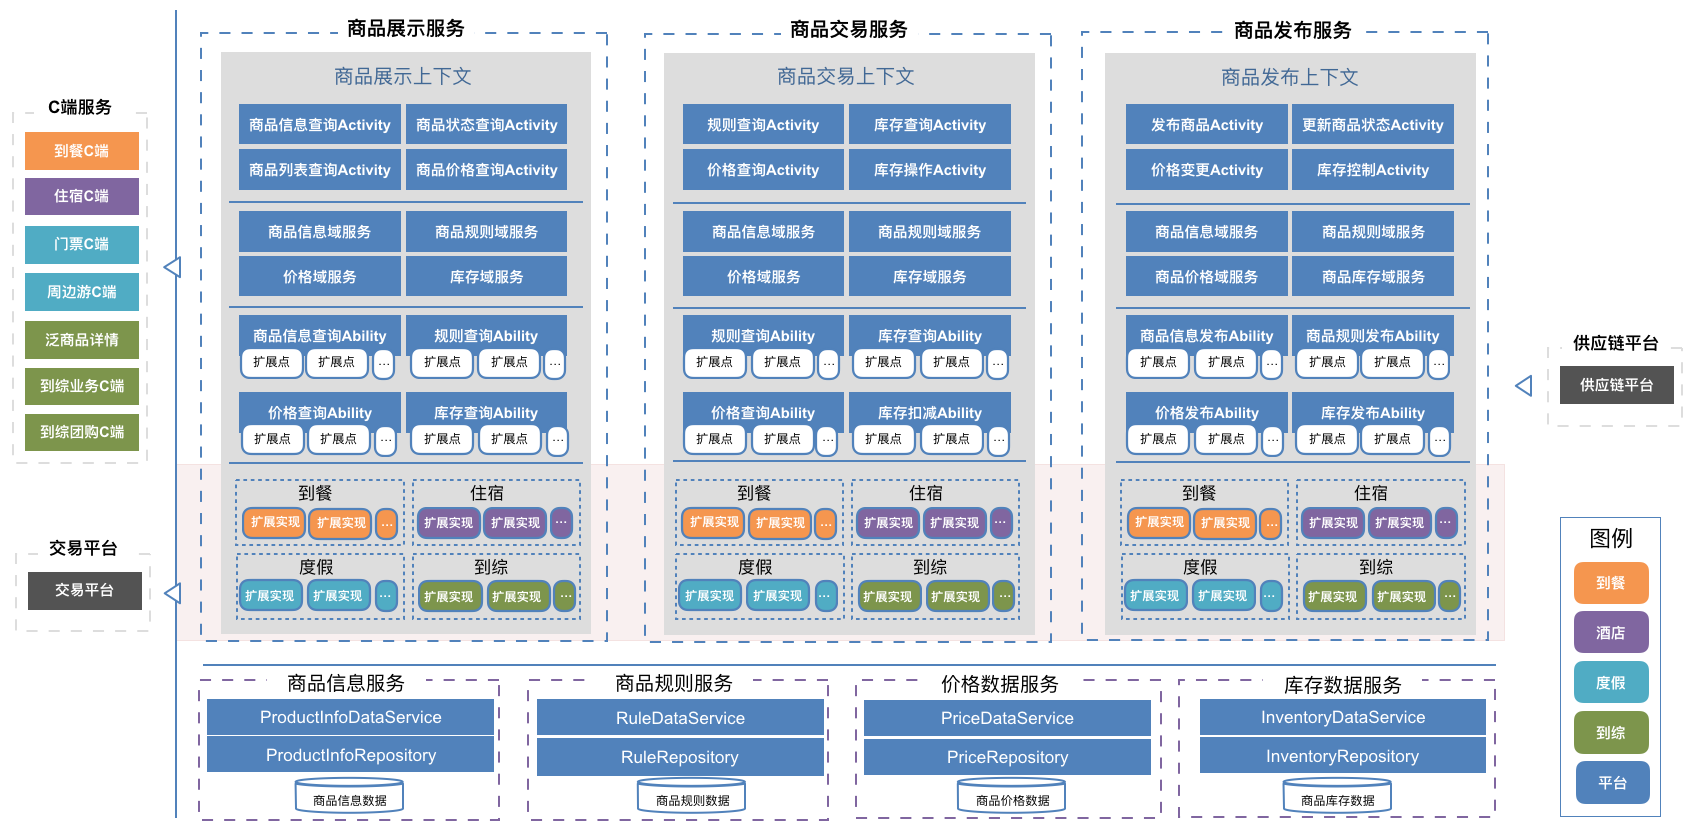 C端服务
到餐C端
住宿C端
门票C端
周边游C端
泛商品详情
到综业务C端
到综团购C端
交易平台
交易平台
商品展示服务
商品展示上下文
商品信息查询Activity
商品状态查询Activity
商品列表查询Activity
商品价格查询Activity
商品信息域服务
商品规则域服务
价格域服务
库存域服务
商品信息查询Ability
规则查询Ability
扩展点
扩展点
...
扩展点
扩展点
...
价格查询Ability
库存查询Ability
扩展点
扩展点
...
扩展点
扩展点
...
到餐
住宿
扩展实现
扩展实现
...
扩展实现
扩展实现
...
度假
到综
扩展实现
扩展实现
...
扩展实现
扩展实现
...
商品交易服务
商品交易上下文
规则查询Activity
库存查询Activity
价格查询Activity
库存操作Activity
商品信息域服务
商品规则域服务
价格域服务
库存域服务
规则查询Ability
库存查询Ability
扩展点
扩展点
...
扩展点
扩展点
...
价格查询Ability
库存扣减Ability
扩展点
扩展点
...
扩展点
扩展点
...
到餐
住宿
扩展实现
扩展实现
...
扩展实现
扩展实现
...
度假
到综
扩展实现
扩展实现
...
扩展实现
扩展实现
...
商品发布服务
商品发布上下文
发布商品Activity
更新商品状态Activity
价格变更Activity
库存控制Activity
商品信息域服务
商品规则域服务
商品价格域服务
商品库存域服务
商品信息发布Ability
商品规则发布Ability
扩展点
扩展点
...
扩展点
扩展点
...
价格发布Ability
库存发布Ability
扩展点
扩展点
...
扩展点
扩展点
...
到餐
住宿
扩展实现
扩展实现
...
扩展实现
扩展实现
...
度假
到综
扩展实现
扩展实现
...
扩展实现
扩展实现
...
供应链平台
供应链平台
图例
到餐
酒店
度假
到综
平台
商品信息服务
ProductInfoDataService
ProductInfoRepository
商品信息数据
商品规则服务
RuleDataService
RuleRepository
商品规则数据
价格数据服务
PriceDataService
PriceRepository
商品价格数据
库存数据服务
InventoryDataService
InventoryRepository
商品库存数据